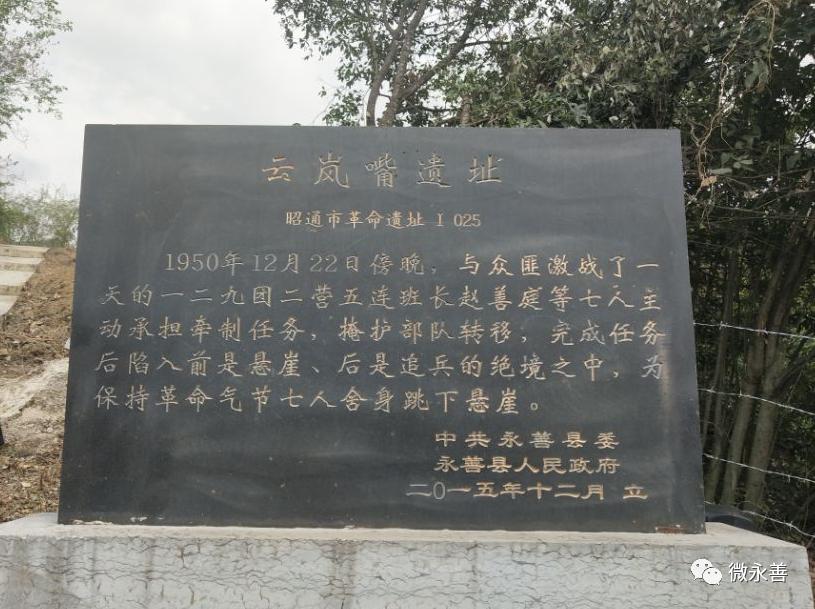 云岚嘴遗址
昭通市革命遗址 I 025
1950年12月22日傍晚，与众匪激战了一
天的一二九团二营五连班长赵善庭等七人主
动承担牵制任务，掩护部队转移，完成任务
后陷入前是悬崖、后是追兵的绝境之中，为
保持革命气节七人舍身跳下悬崖。
中共永善县委
永善县人民政府
二〇一五年十二月 立
微永善